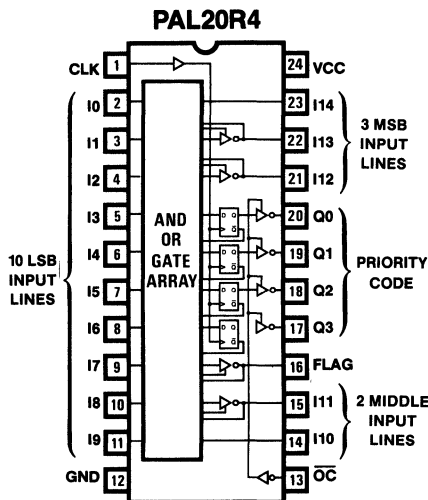 PAL20R4
CLK 1 24 VCC
I0 2 23 I14
I1 3 22 I13
I2 4 21 I12
3 MSB
INPUT
LINES
I3 5 20 Q0
I4 6 19 Q1
I5 7 18 Q2
I6 8 17 Q3
PRIORITY
CODE
10 LSB
INPUT
LINES
AND
OR
GATE
ARRAY
I7 9 16 FLAG
I8 10 15 I11
I9 11 14 I10
2 MIDDLE
INPUT
LINES
GND 12 13 OC